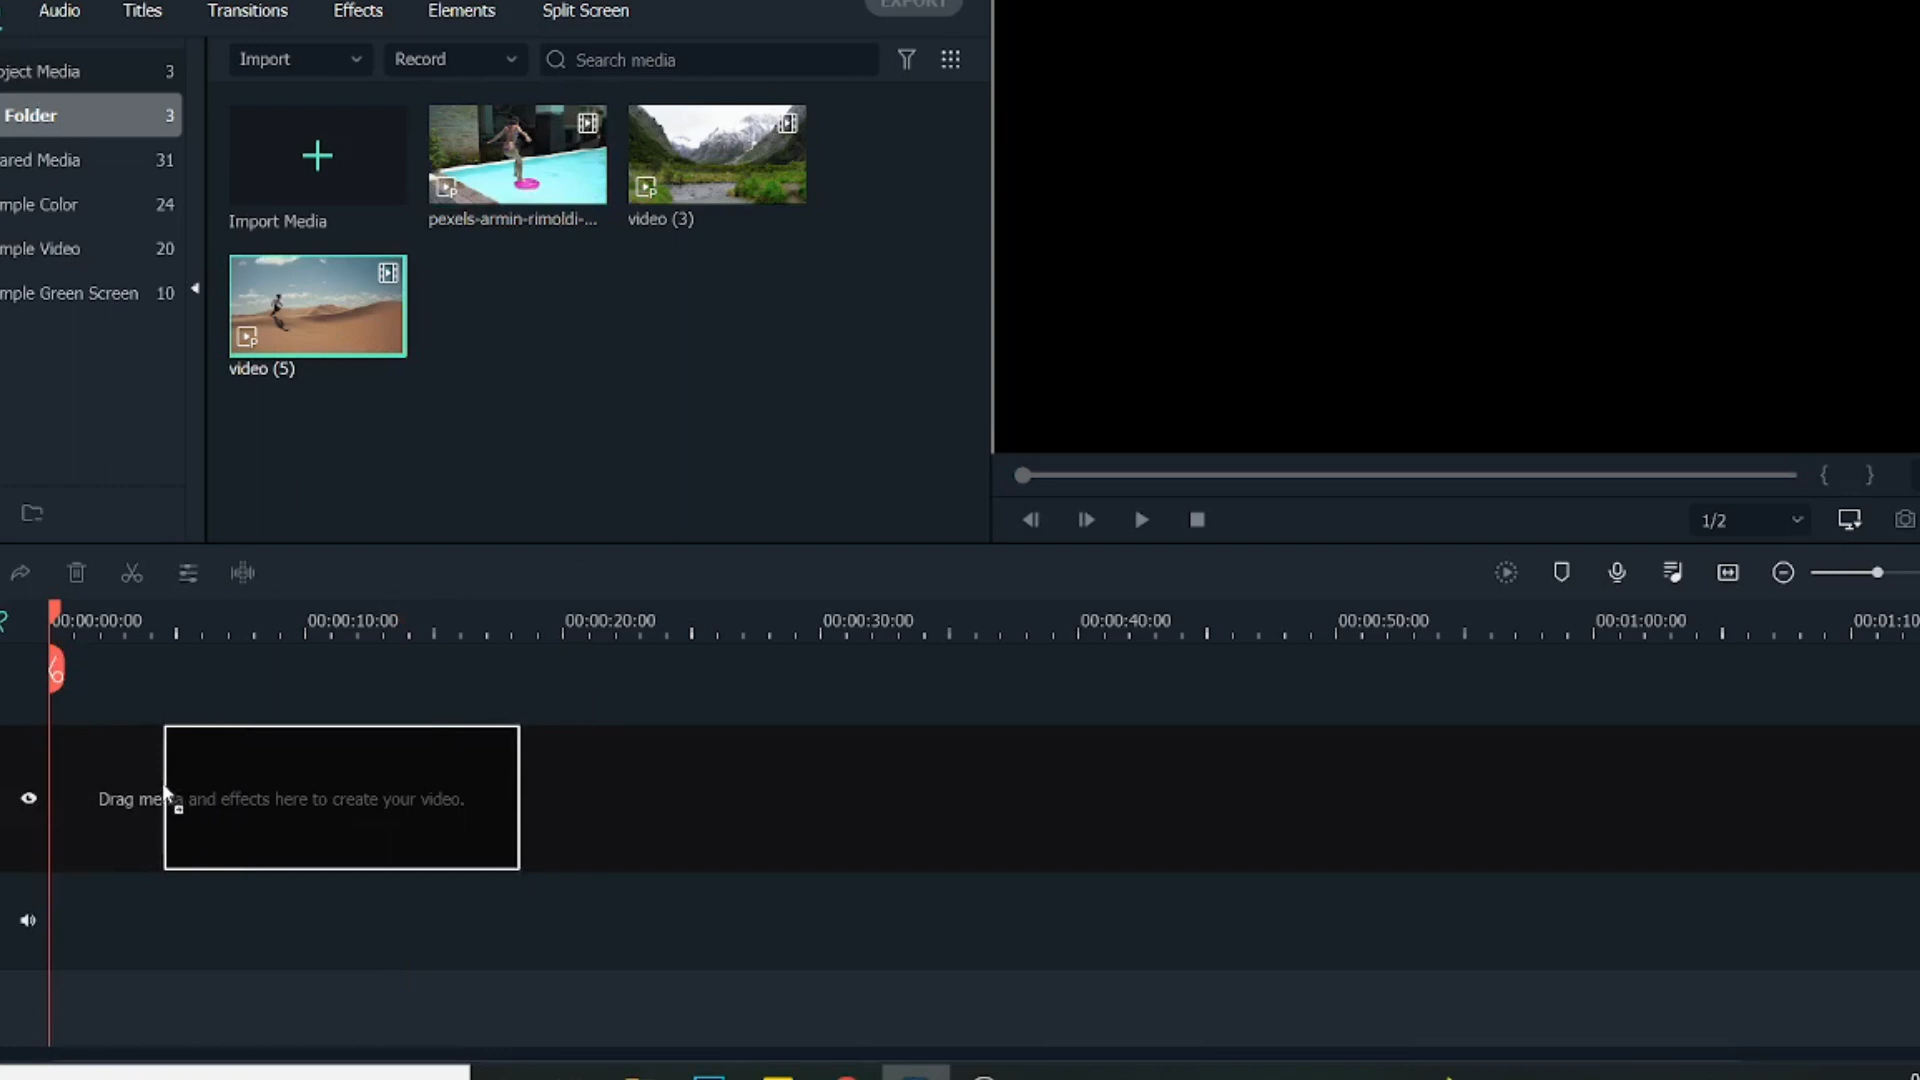 Audio Titles Transitions Effects Elements Split Screen EXPORT
Import Record Search media
oject Media 3
Folder 3
ared Media 31
mple Color 24
mple Video 20
mple Green Screen 10
Import Media
pexels-armin-rimoldi-...
video (3)
video (5)
{ }
1/2
00:00:00:00 00:00:10:00 00:00:20:00 00:00:30:00 00:00:40:00 00:00:50:00 00:01:00:00 00:01:10
Drag media and effects here to create your video.